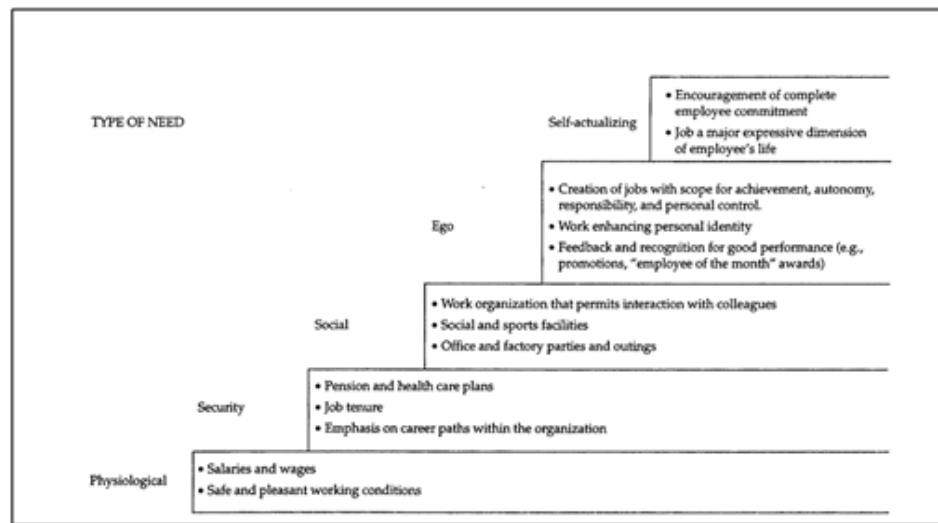 TYPE OF NEED
Self-actualizing
• Encouragement of complete
employee commitment
• Job a major expressive dimension
of employee's life
Ego
• Creation of jobs with scope for achievement, autonomy,
responsibility, and personal control.
• Work enhancing personal identity
• Feedback and recognition for good performance (e.g.,
promotions, "employee of the month" awards)
Social
• Work organization that permits interaction with colleagues
• Social and sports facilities
• Office and factory parties and outings
Security
• Pension and health care plans
• Job tenure
• Emphasis on career paths within the organization
Physiological
• Salaries and wages
• Safe and pleasant working conditions